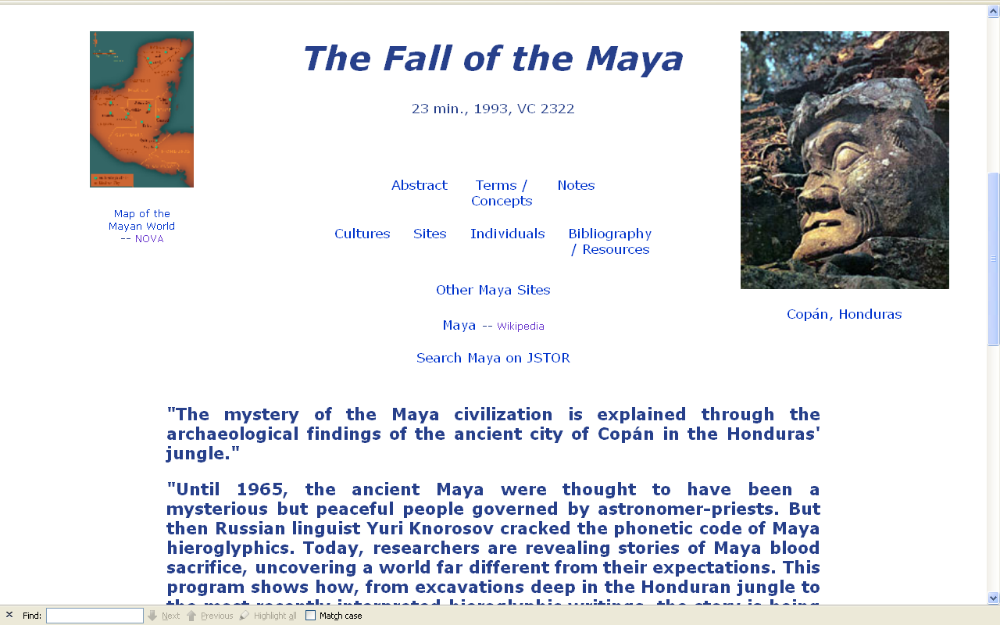 The Fall of the Maya
23 min., 1993, VC 2322
Map of the
Mayan World
-- NOVA
Abstract
Terms /
Concepts
Notes
Cultures
Sites
Individuals
Bibliography
/ Resources
Other Maya Sites
Maya -- Wikipedia
Search Maya on JSTOR
Copán, Honduras
"The mystery of the Maya civilization is explained through the
archaeological findings of the ancient city of Copán in the Honduras'
jungle."
"Until 1965, the ancient Maya were thought to have been a
mysterious but peaceful people governed by astronomer-priests. But
then Russian linguist Yuri Knorosov cracked the phonetic code of Maya
hieroglyphics. Today, researchers are revealing stories of Maya blood
sacrifice, uncovering a world far different from their expectations. This
program shows how, from excavations deep in the Honduran jungle to
the most recently interpreted hieroglyphic writings, the story is being
Find:
Next
Previous
Highlight all
Match case